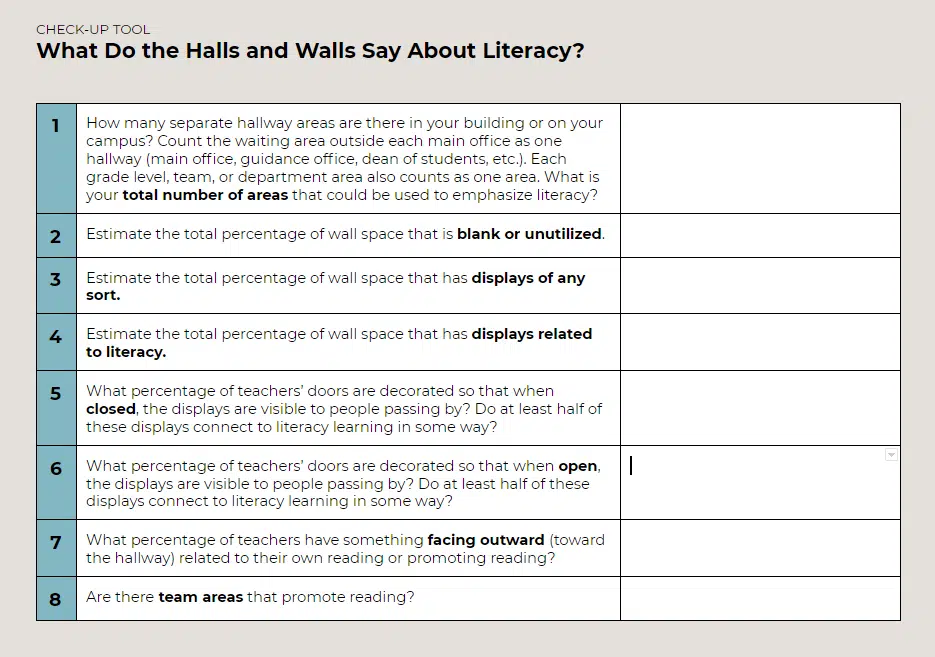 CHECK-UP TOOL
What Do the Halls and Walls Say About Literacy?
1
How many separate hallway areas are there in your building or on your
campus? Count the waiting area outside each main office as one
hallway (main office, guidance office, dean of students, etc.). Each
grade level, team, or department area also counts as one area. What is
your total number of areas that could be used to emphasize literacy?
2
Estimate the total percentage of wall space that is blank or unutilized.
3
Estimate the total percentage of wall space that has displays of any
sort.
4
Estimate the total percentage of wall space that has displays related
to literacy.
5
What percentage of teachers’ doors are decorated so that when
closed, the displays are visible to people passing by? Do at least half of
these displays connect to literacy learning in some way?
6
What percentage of teachers’ doors are decorated so that when open,
the displays are visible to people passing by? Do at least half of these
displays connect to literacy learning in some way?
7
What percentage of teachers have something facing outward (toward
the hallway) related to their own reading or promoting reading?
8
Are there team areas that promote reading?